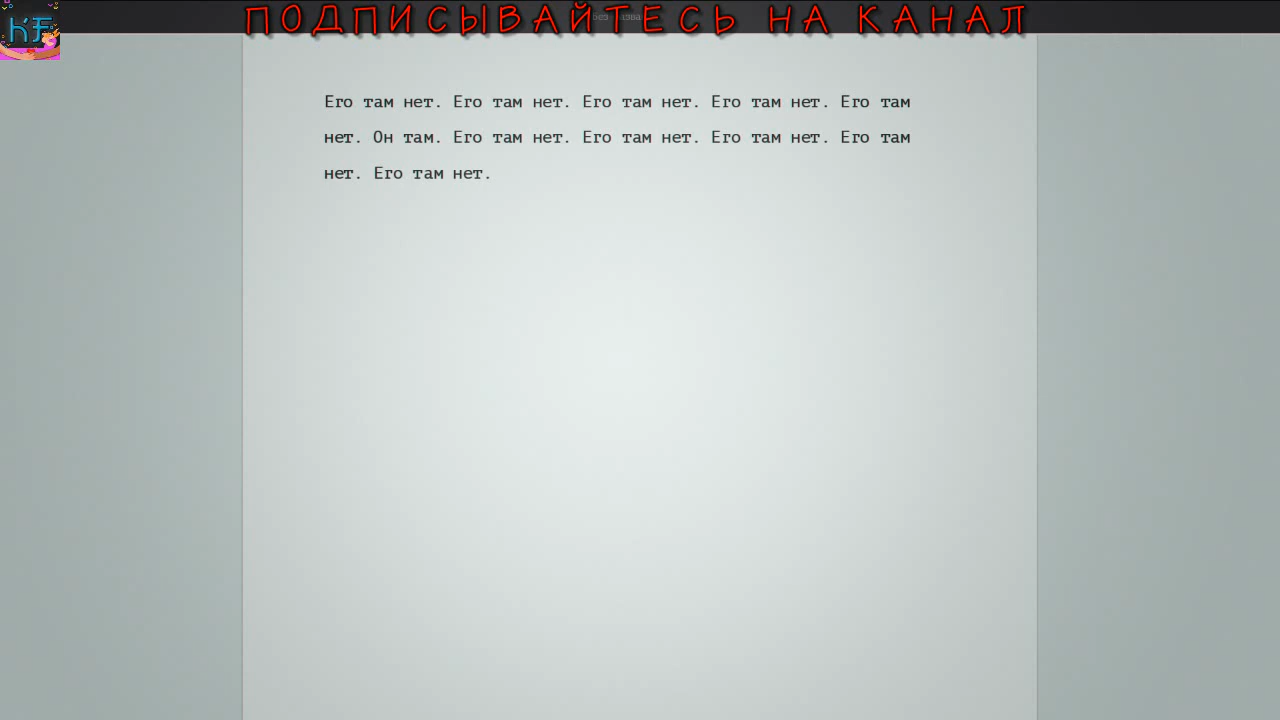 ПОДПИСЫВАЙТЕСЬ НА КАНАЛ
KF
Его там нет. Его там нет. Его там нет. Его там нет. Его там
нет. Он там. Его там нет. Его там нет. Его там нет. Его там
нет. Его там нет.